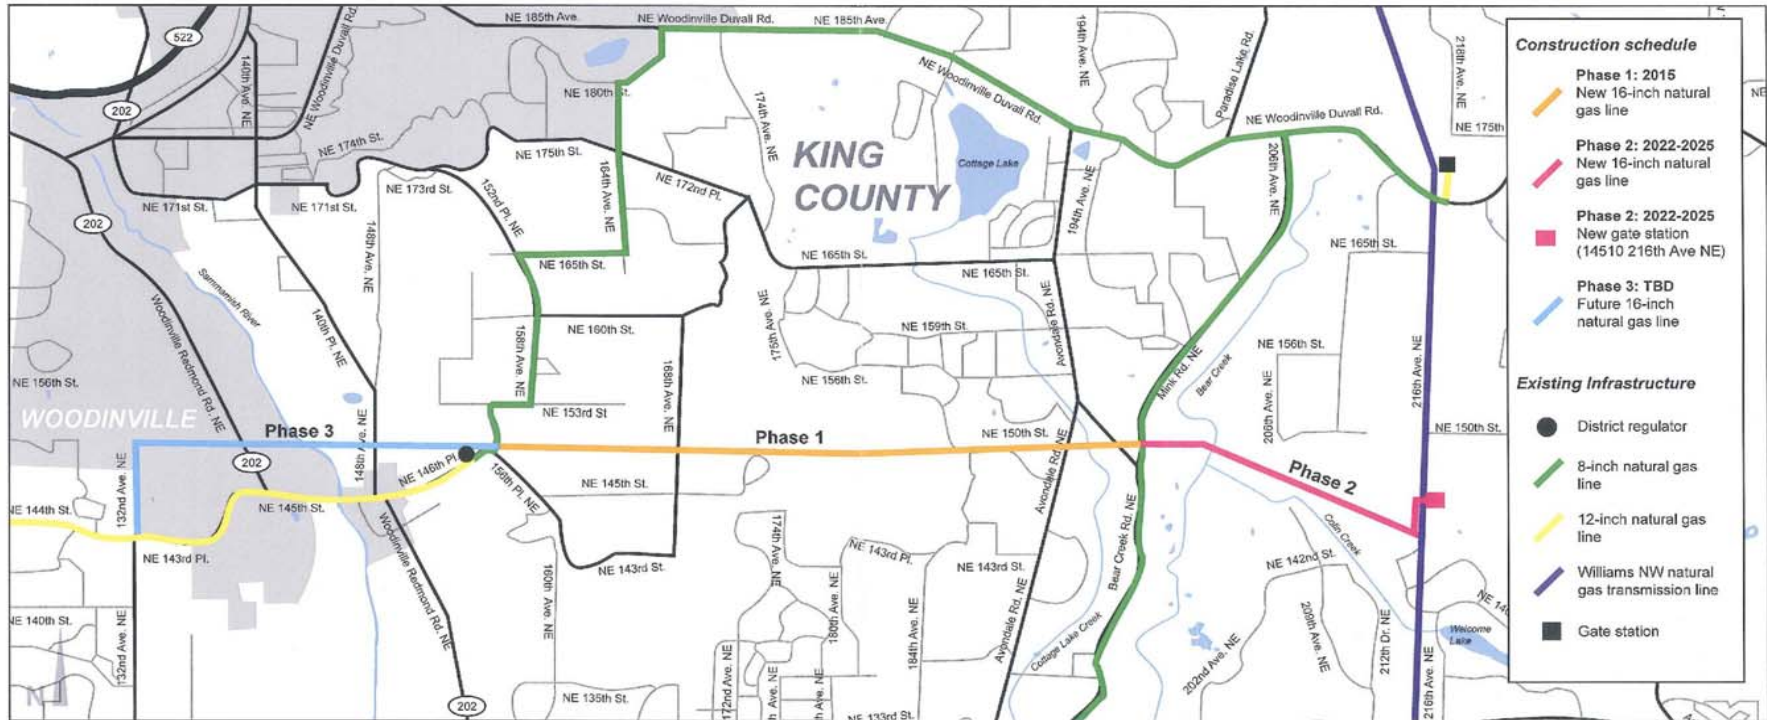 NE 185th Ave.
NE Woodinville Duvall Rd.
NE 185th Ave.
522
202
140th Ave. NE
NE Woodinville Duvall Rd.
NE 180th St.
174th Ave. NE
NE Woodinville Duvall Rd.
194th Ave. NE
Paradise Lake Rd.
NE Woodinville Duvall Rd.
218th Ave. NE
NE 175th
NE
NE 174th St.
NE 175th St.
164th Ave. NE
NE 172nd Pl.
KING
COUNTY
Cottage Lake
194th Ave. NE
206th Ave. NE
NE 173rd St.
152nd Pl. NE
NE 171st St.
NE 171st St.
202
148th Ave. NE
NE 165th St.
NE 165th St.
NE 165th St.
NE 165th St.
Sammamish River
Woodinville Redmond Rd. NE
140th Pl. NE
NE 160th St.
158th Ave. NE
168th Ave. NE
175th Ave. NE
NE 159th St.
NE 156th St.
Avondale Rd. NE
Mink Rd. NE
Bear Creek
NE 156th St.
206th Ave. NE
216th Ave. NE
NE 156th St.
WOODINVILLE
148th Ave. NE
NE 153rd St
Phase 3
Phase 1
NE 150th St.
NE 150th St.
Phase 2
132nd Ave. NE
202
NE 146th Pl.
156th Pl. NE
NE 145th St.
Avondale Rd. NE
Bear Creek Rd. NE
Colin Creek
NE 144th St.
NE 145th St.
NE 143rd Pl.
Woodinville Redmond Rd. NE
NE 143rd St.
174th Ave. NE
NE 143rd Pl.
NE 143rd St.
NE 142nd St.
160th Ave. NE
180th Ave. NE
184th Ave. NE
Avondale Rd. NE
Cottage Lake Creek
202nd Ave. NE
209th Ave. NE
212th Dr. NE
216th Ave. NE
Welcome
Lake
NE 140th St.
132nd Ave. NE
N
202
NE 135th St.
172nd Ave. NE
NE 133rd St.
Construction schedule
Phase 1: 2015
New 16-inch natural
gas line
Phase 2: 2022-2025
New 16-inch natural
gas line
Phase 2: 2022-2025
New gate station
(14510 216th Ave NE)
Phase 3: TBD
Future 16-inch
natural gas line
Existing Infrastructure
District regulator
8-inch natural gas
line
12-inch natural gas
line
Williams NW natural
gas transmission line
Gate station